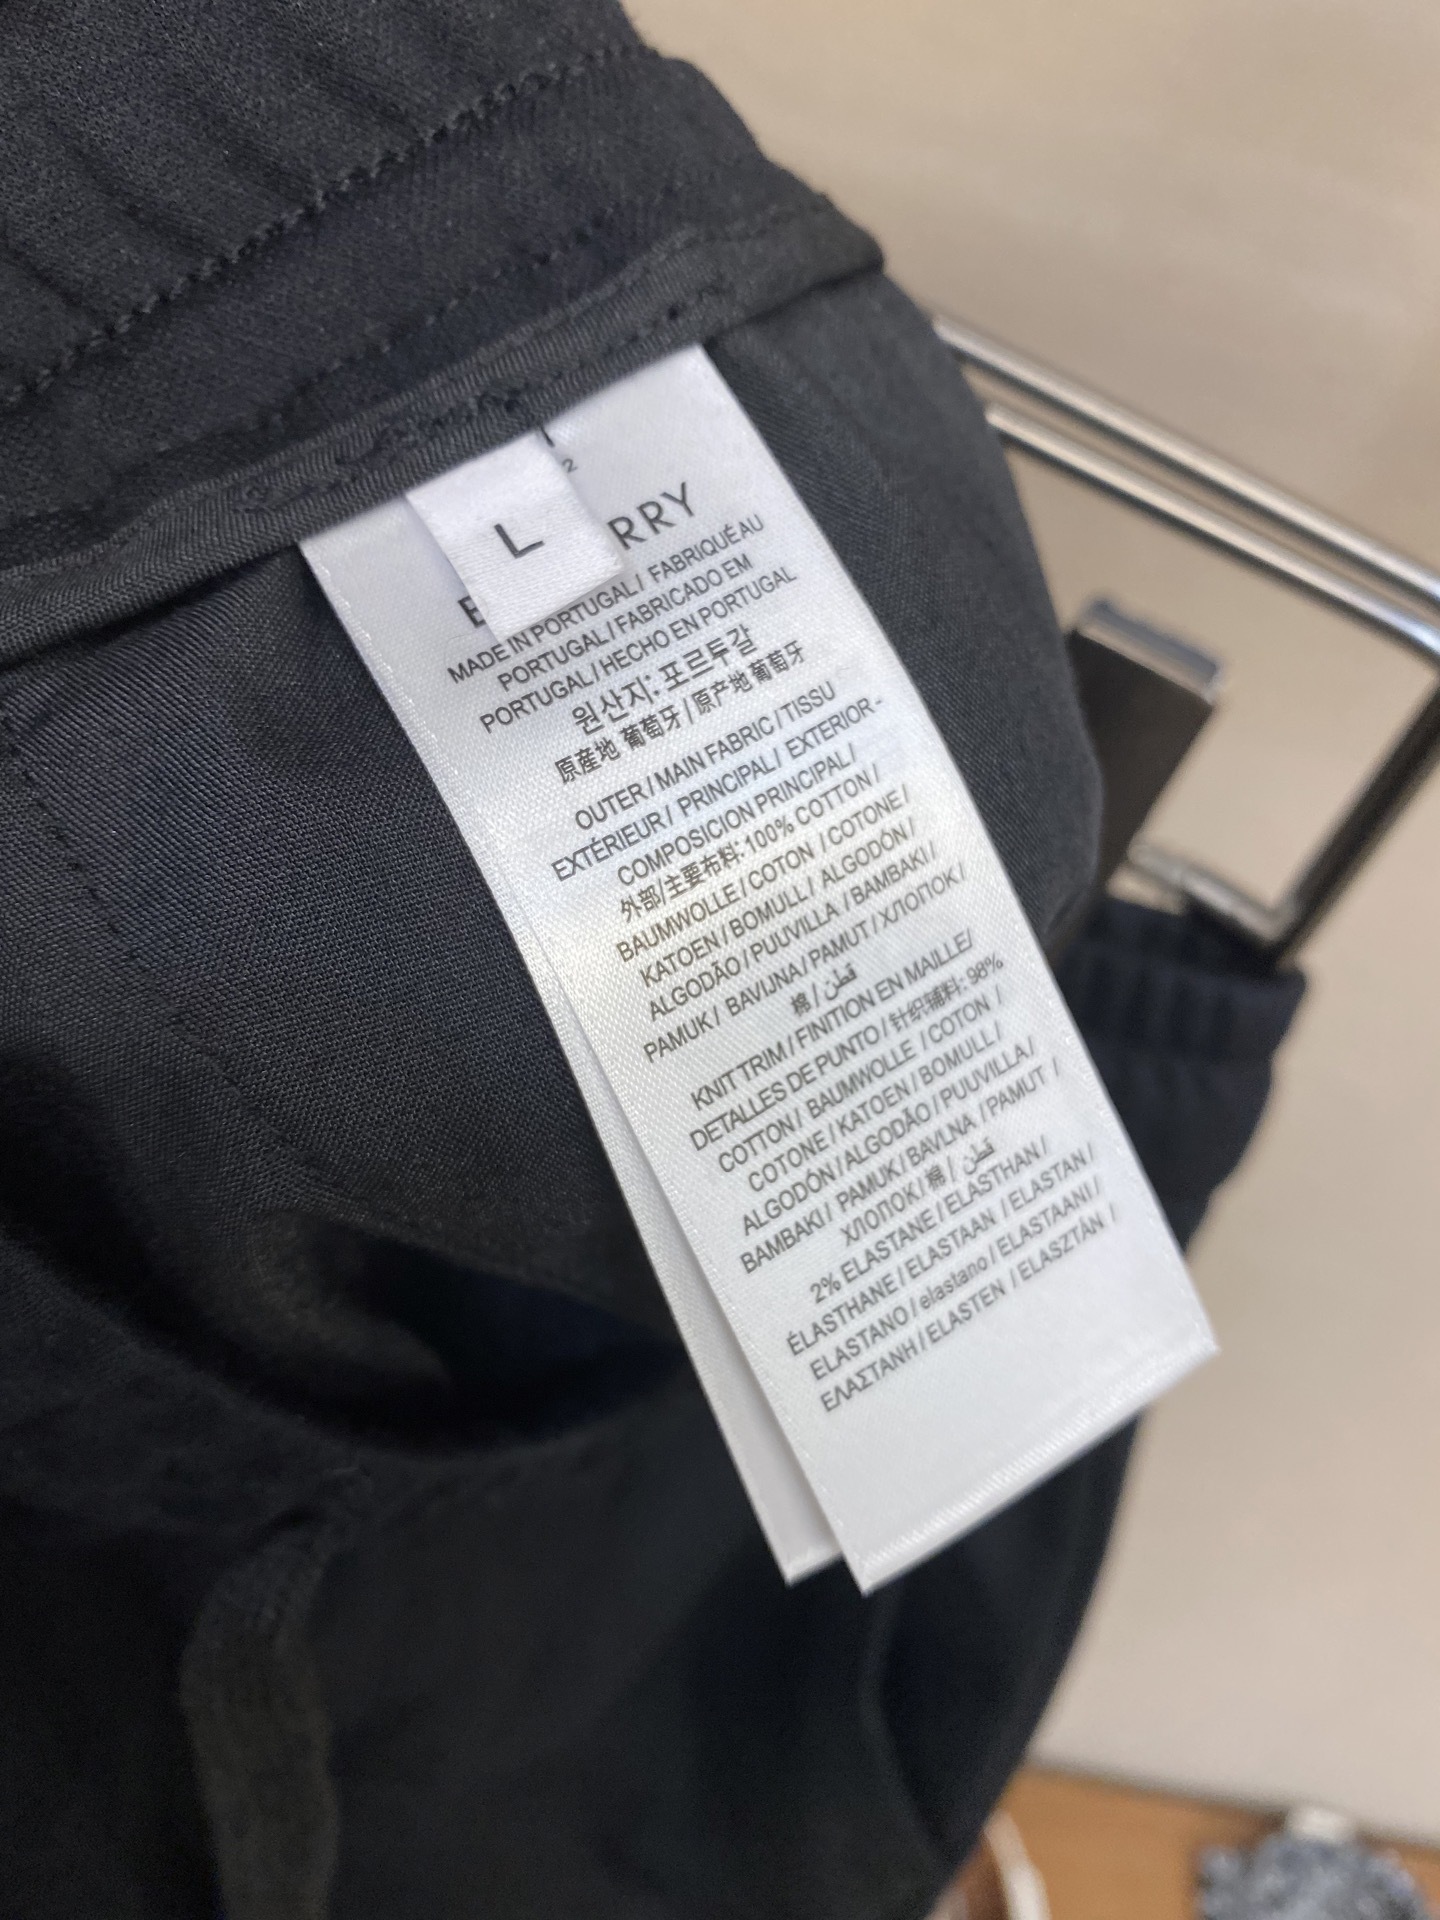 L
RRY
MADE IN PORTUGAL / FABRIQUÉ AU
PORTUGAL / FABRICADO EM
PORTUGAL / HECHO EN PORTUGAL
원산지: 포르투갈
原産地 葡萄牙 / 原产地 葡萄牙
OUTER / MAIN FABRIC / TISSU
EXTÉRIEUR / PRINCIPAL / EXTERIOR -
COMPOSICION PRINCIPAL /
外部/主要布料: 100% COTTON /
BAUMWOLLE / COTON / COTONE /
KATOEN / BOMULL / ALGODÓN /
ALGODÃO / PUUVILLA / BAMBAKI /
PAMUK / BAVLNA / PAMUT / ХЛОПОК /
棉 / قطن
KNIT TRIM / FINITION EN MAILLE/
DETALLES DE PUNTO / 针织辅料: 98%
COTTON / BAUMWOLLE / COTON /
COTONE / KATOEN / BOMULL /
ALGODÓN / ALGODÃO / PUUVILLA /
BAMBAKI / PAMUK / BAVLNA / PAMUT /
ХЛОПОК / 棉 / قطن
2% ELASTANE / ELASTHAN /
ÉLASTHANE / ELASTAAN / ELASTAN /
ELASTANO / elastano / ELASTAANI /
ΕΛΑΣΤΑΝΗ / ELASTEN / ELASZTÁN /